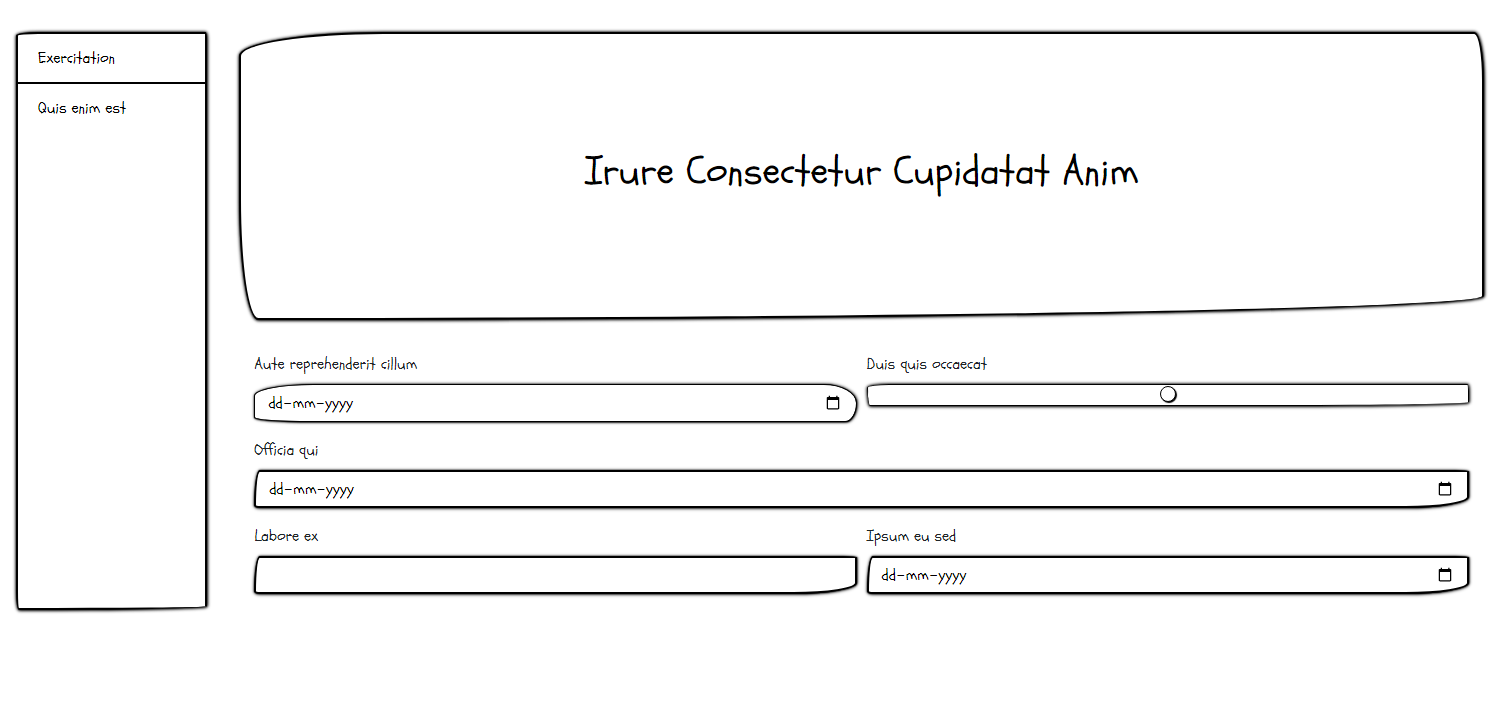 Exercitation
Quis enim est
Irure Consectetur Cupidatat Anim
Aute reprehenderit cillum
dd-mm-yyyy
Duis quis occaecat
Officia qui
dd-mm-yyyy
Labore ex
Ipsum eu sed
dd-mm-yyyy